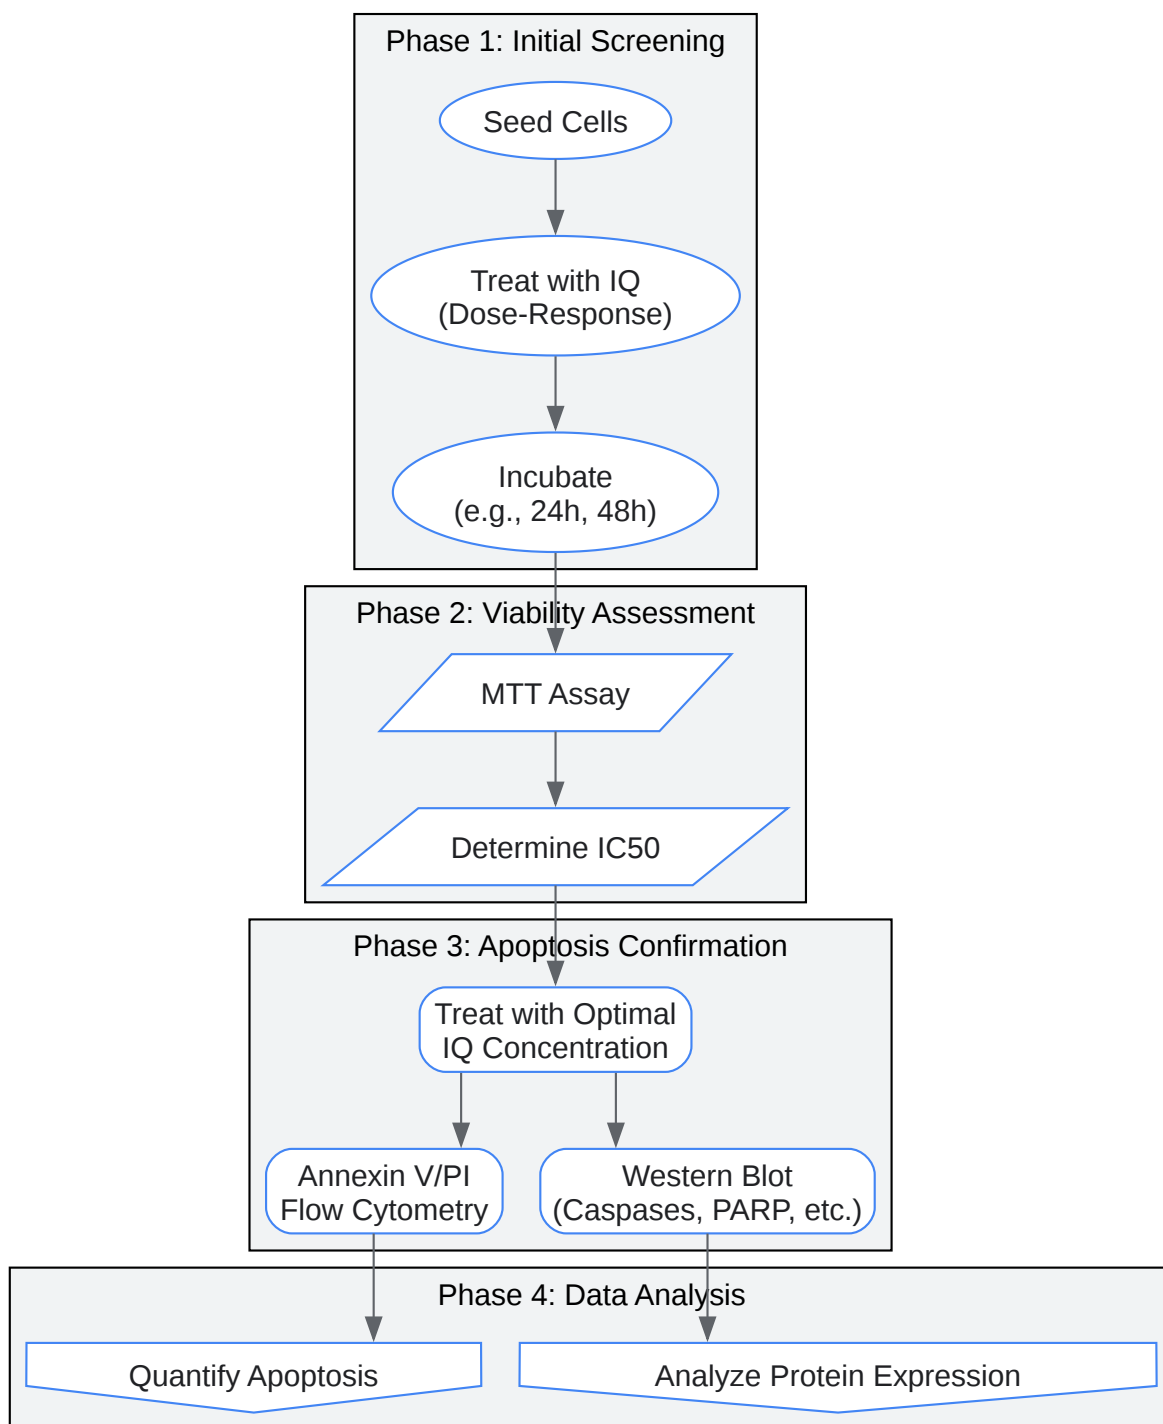 Phase 1: Initial Screening
Seed Cells
Treat with IQ
(Dose-Response)
Incubate
(e.g., 24h, 48h)
Phase 2: Viability Assessment
MTT Assay
Determine IC50
Phase 3: Apoptosis Confirmation
Treat with Optimal
IQ Concentration
Annexin V/PI
Flow Cytometry
Western Blot
(Caspases, PARP, etc.)
Phase 4: Data Analysis
Quantify Apoptosis
Analyze Protein Expression